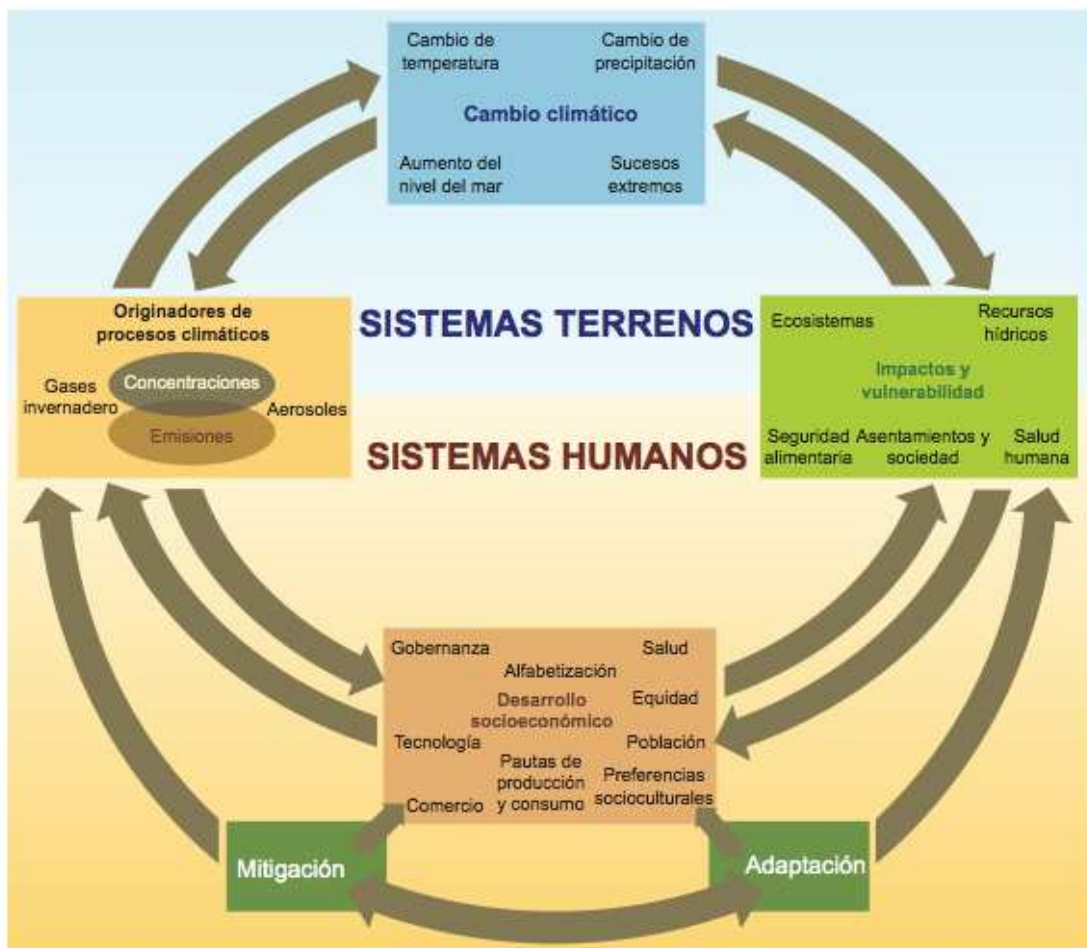 Cambio de
temperatura
Cambio de
precipitación
Cambio climático
Aumento del
nivel del mar
Sucesos
extremos
Originadores de
procesos climáticos
Concentraciones
Gases
invernadero
Aerosoles
Emisiones
SISTEMAS TERRENOS
SISTEMAS HUMANOS
Ecosistemas
Recursos
hídricos
Impactos y
vulnerabilidad
Seguridad
alimentaria
Asentamientos y
sociedad
Salud
humana
Gobernanza
Salud
Alfabetización
Desarrollo
socioeconómico
Equidad
Tecnología
Población
Pautas de
producción
y consumo
Preferencias
socioculturales
Comercio
Mitigación
Adaptación